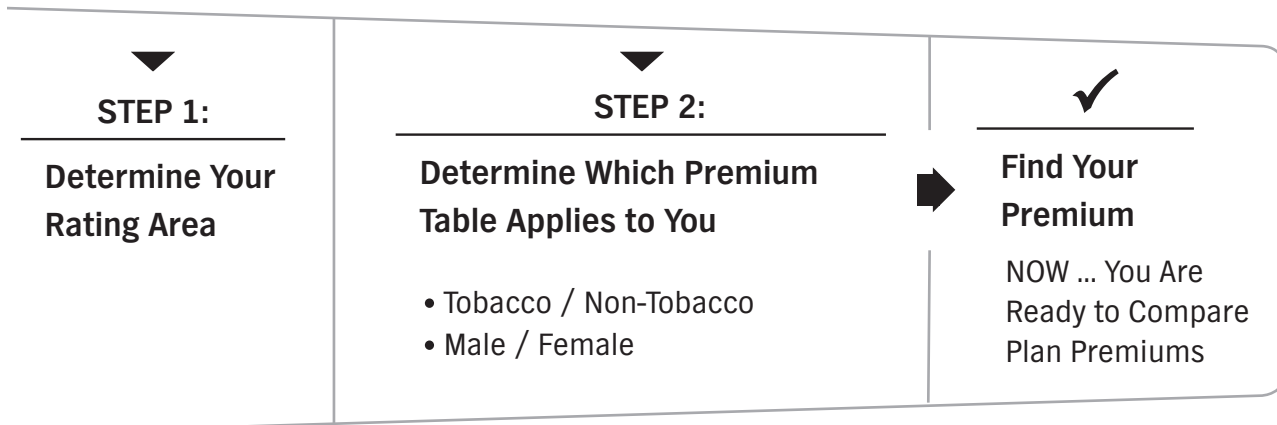 STEP 1:
Determine Your
Rating Area
STEP 2:
Determine Which Premium
Table Applies to You
• Tobacco / Non-Tobacco
• Male / Female
Find Your
Premium
NOW ... You Are
Ready to Compare
Plan Premiums